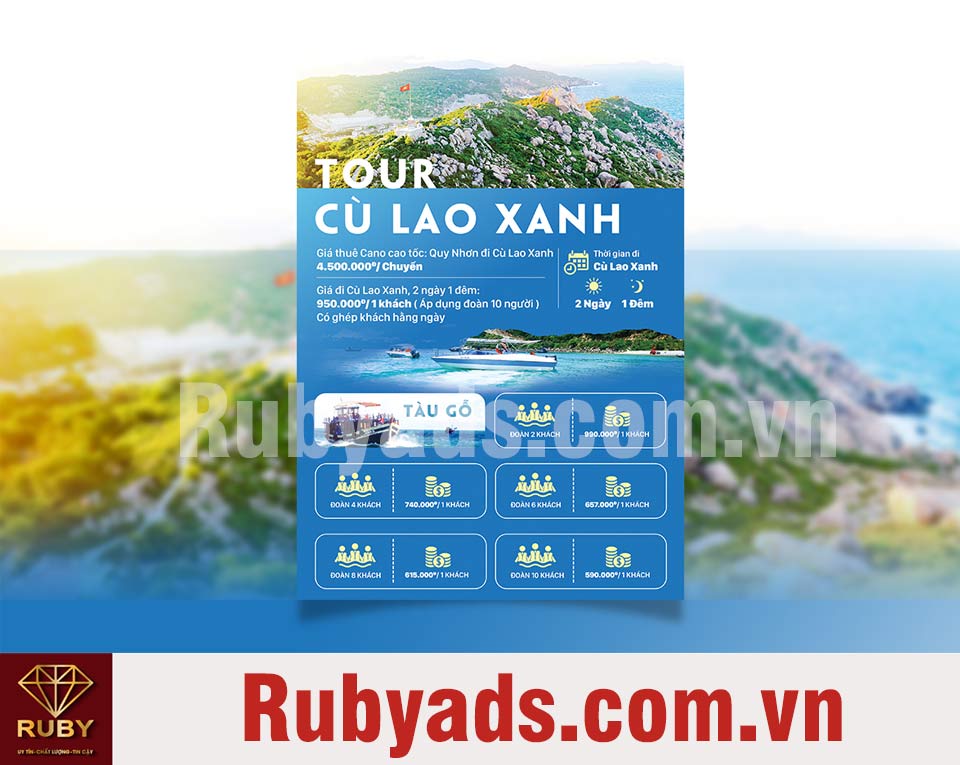 TOUR
CÙ LAO XANH
Giá thuê Cano cao tốc: Quy Nhơn đi Cù Lao Xanh
4.500.000đ/ Chuyến
Giá đi Cù Lao Xanh, 2 ngày 1 đêm:
950.000đ/ 1 khách ( Áp dụng đoàn 10 người )
Có ghép khách hằng ngày
Thời gian đi
Cù Lao Xanh
2 Ngày 1 Đêm
TÀU GỖ
ĐOÀN 2 KHÁCH 990.000đ/ 1 KHÁCH
ĐOÀN 4 KHÁCH 740.000đ/ 1 KHÁCH
ĐOÀN 6 KHÁCH 657.000đ/ 1 KHÁCH
ĐOÀN 8 KHÁCH 615.000đ/ 1 KHÁCH
ĐOÀN 10 KHÁCH 590.000đ/ 1 KHÁCH
Rubyads.com.vn
RUBY
UY TÍN - CHẤT LƯỢNG - TIN CẬY
Rubyads.com.vn